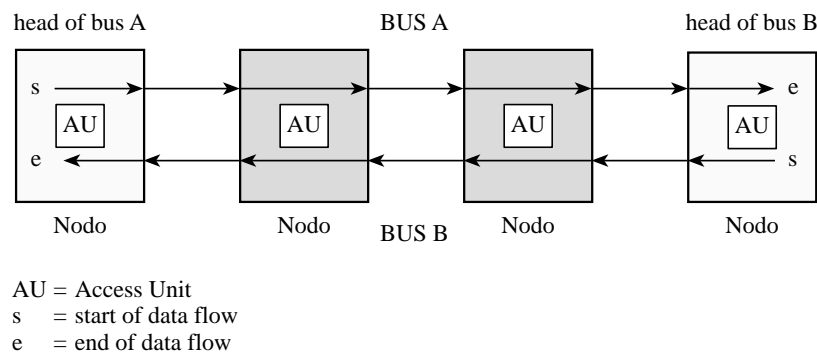 head of bus A
BUS A
head of bus B
s
e
AU
AU
AU
AU
e
s
Nodo
Nodo
BUS B
Nodo
Nodo
AU = Access Unit
s = start of data flow
e = end of data flow